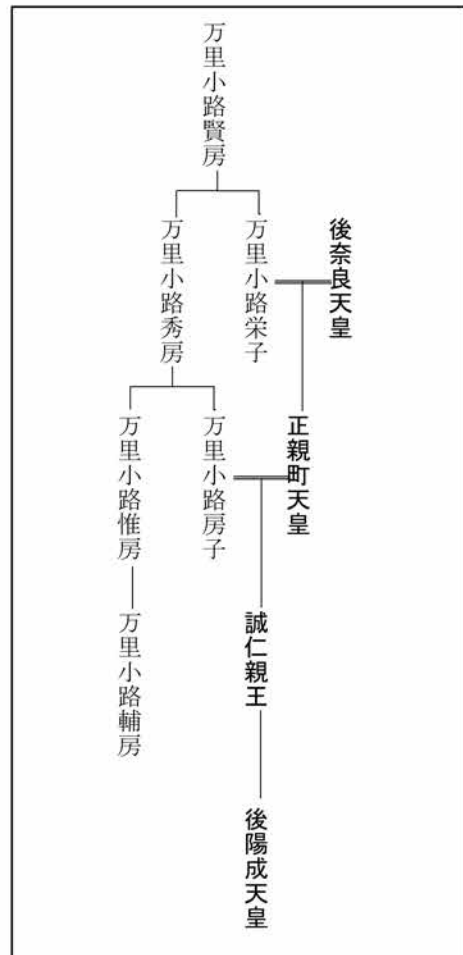 万里小路賢房
後奈良天皇
万里小路栄子
万里小路秀房
正親町天皇
万里小路房子
万里小路惟房
誠仁親王
万里小路輔房
後陽成天皇